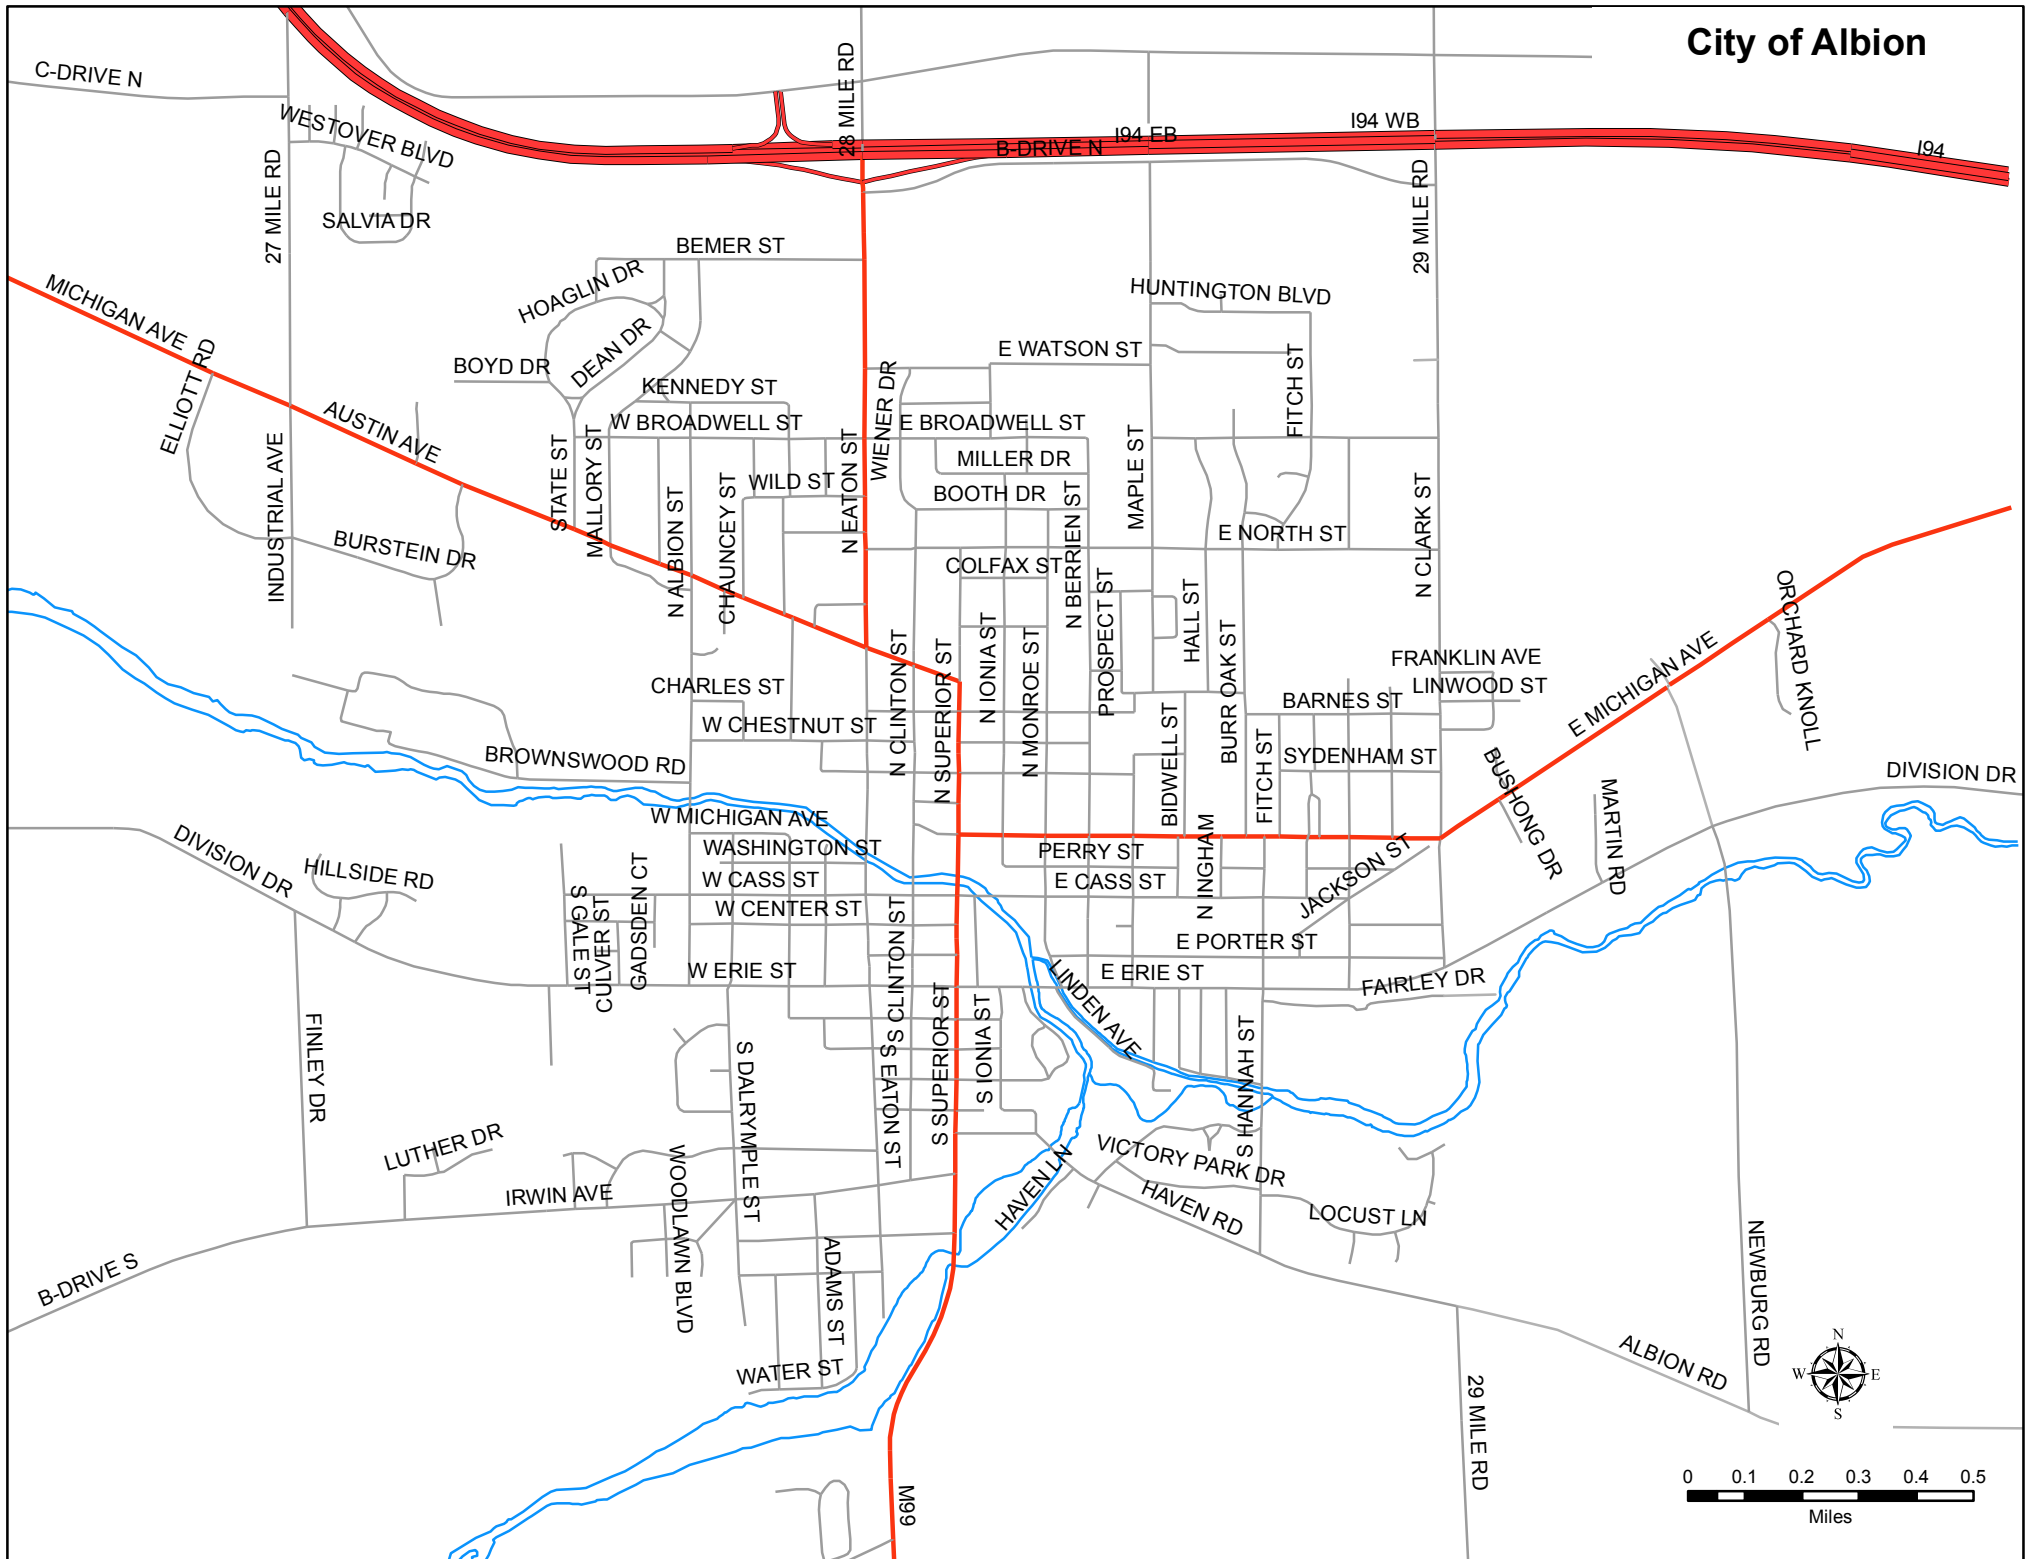 City of Albion
C-DRIVE N
28 MILE RD
I94 WB
I94 EB
I94
B-DRIVE N
WESTOVER BLVD
27 MILE RD
SALVIA DR
29 MILE RD
BEMER ST
HOAGLIN DR
HUNTINGTON BLVD
MICHIGAN AVE
ELLIOTT RD
BOYD DR
DEAN DR
E WATSON ST
KENNEDY ST
WIENER DR
FITCH ST
AUSTIN AVE
W BROADWELL ST
E BROADWELL ST
INDUSTRIAL AVE
STATE ST
MALLORY ST
N ALBION ST
CHAUNCEY ST
WILD ST
N EATON ST
MILLER DR
BOOTH DR
MAPLE ST
N BERRIEN ST
N CLARK ST
BURSTEIN DR
E NORTH ST
COLFAX ST
PROSPECT ST
HALL ST
ORCHARD KNOLL
N CLINTON ST
N SUPERIOR ST
N IONIA ST
N MONROE ST
BURR OAK ST
FRANKLIN AVE
LINWOOD ST
E MICHIGAN AVE
CHARLES ST
BARNES ST
W CHESTNUT ST
BIDWELL ST
FITCH ST
SYDENHAM ST
BROWNSWOOD RD
BUSHONG DR
MARTIN RD
DIVISION DR
W MICHIGAN AVE
DIVISION DR
HILLSIDE RD
WASHINGTON ST
PERRY ST
N INGHAM
JACKSON ST
W CASS ST
E CASS ST
S GALE ST
CULVER ST
GADSDEN CT
W CENTER ST
E PORTER ST
W ERIE ST
E ERIE ST
FAIRLEY DR
LINDEN AVE
S CLINTON ST
S SUPERIOR ST
S IONIA ST
S HANNAH ST
FINLEY DR
S DALRYMPLE ST
S EATON ST
LUTHER DR
WOODLAWN BLVD
VICTORY PARK DR
HAVEN LN
IRWIN AVE
HAVEN RD
LOCUST LN
B-DRIVE S
ADAMS ST
NEWBURG RD
WATER ST
ALBION RD
29 MILE RD
M99
N
W
E
S
0 0.1 0.2 0.3 0.4 0.5
Miles